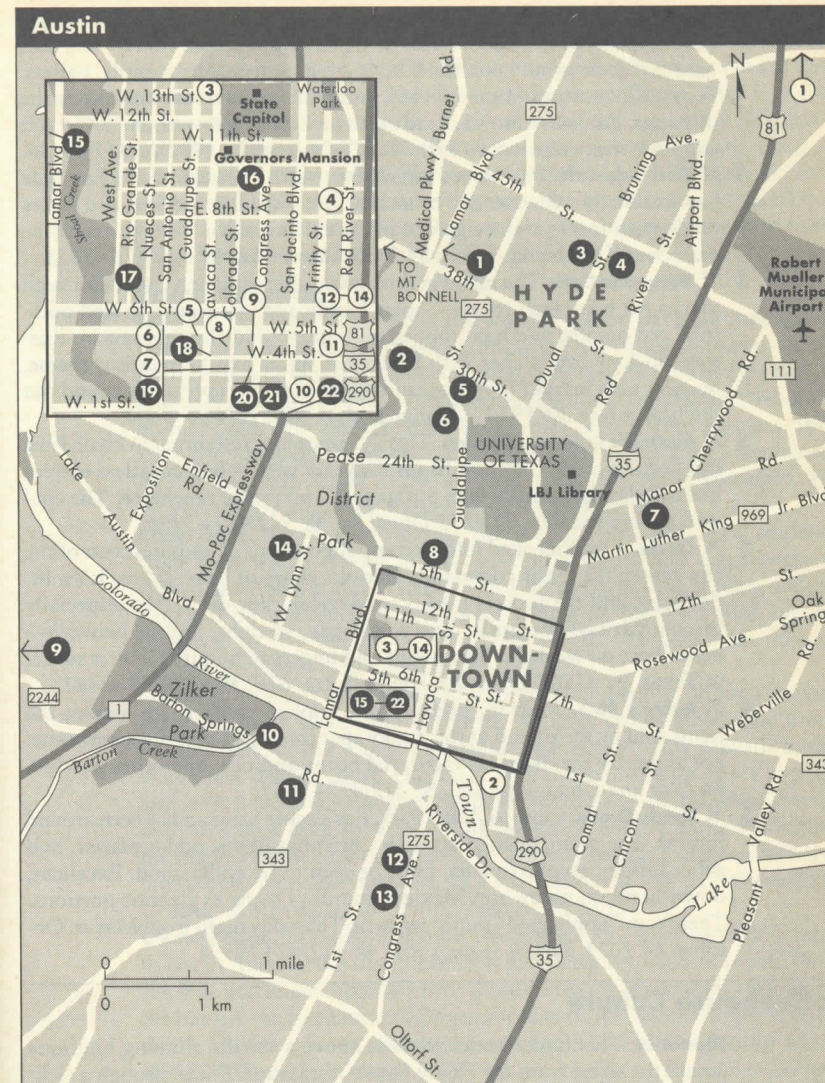 Austin
N
1
81
W. 13th St.
3
State
Capitol
Waterloo
Park
W. 12th St.
W. 11th St.
15
Governors Mansion
Lamar Blvd.
Shoal Creek
West Ave.
Rio Grande St.
Nueces St.
San Antonio St.
Guadalupe St.
Lavaca St.
Colorado St.
Congress Ave.
San Jacinto Blvd.
Trinity St.
Red River St.
16
E. 8th St.
4
17
W. 6th St.
5
8
9
12
14
W. 5th St.
81
6
18
W. 4th St.
11
35
7
19
20
21
10
22
290
W. 1st St.
Medical Pkwy.
Burnet Rd.
Lamar Blvd.
275
45th St.
Bruning Ave.
Airport Blvd.
TO
MT.
BONNELL
1
38th St.
275
3
4
HYDE
PARK
Robert
Mueller
Municipal
Airport
111
2
30th St.
5
6
Duval St.
Red River St.
Cherrywood Rd.
UNIVERSITY
OF TEXAS
LBJ Library
35
Manor Rd.
7
Martin Luther King Jr. Blvd
969
Guadalupe St.
24th St.
Pease
District
Park
Lake Austin Blvd.
Exposition
Enfield Rd.
Mo-Pac Expressway
14
W. Lynn St.
8
15th St.
12th St.
11th
12th St.
Oak
Springs Rd.
Rosewood Ave.
3
14
DOWN-
TOWN
5th
6th St.
15
22
Lavaca St.
Lamar Blvd.
7th
Weberville
343
Colorado River
9
2244
1
Zilker
Park
Barton Springs Rd.
Barton Creek
10
11
2
1st St.
Comal St.
Chicon St.
Pleasant Valley Rd.
Town Lake
Riverside Dr.
290
343
275
12
13
1st St.
Congress Ave.
35
Oltorf St.
0
1 mile
0
1 km